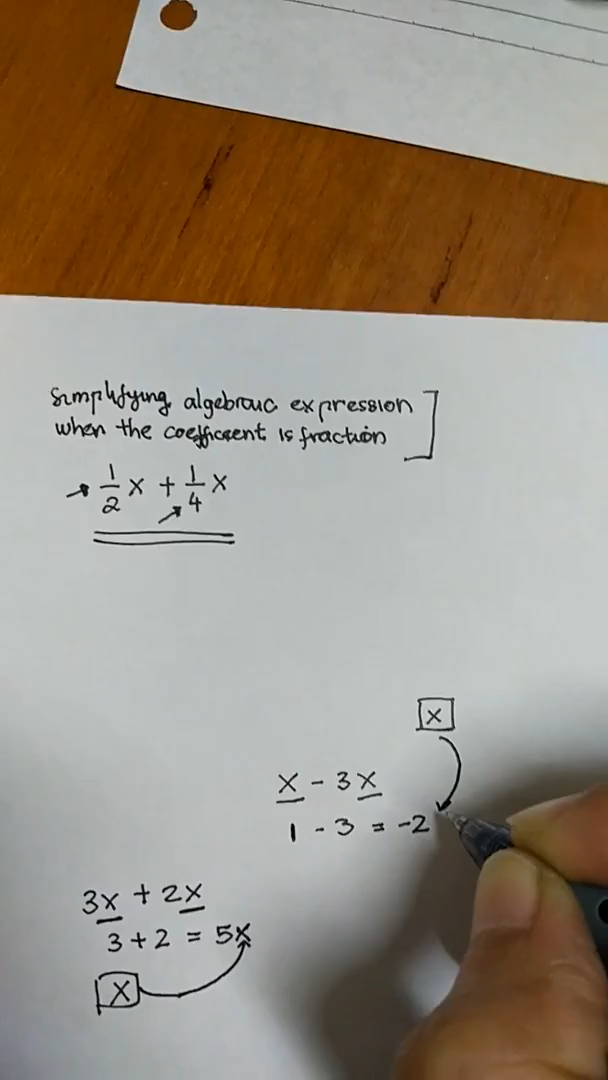 Simplifying algebraic expression
when the coefficient is fraction
1/2 x + 1/4 x
x
x - 3x
1 - 3 = -2
3x + 2x
3 + 2 = 5x
x